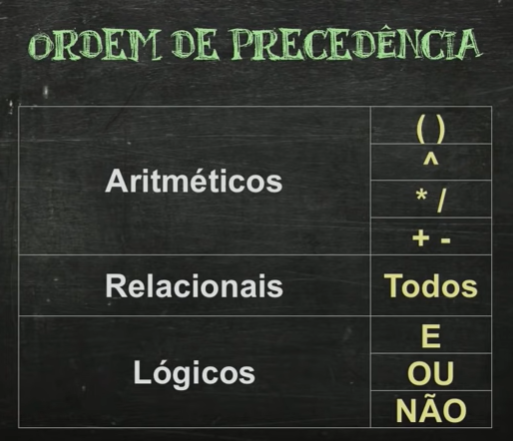 ORDEM DE PRECEDÊNCIA
Aritméticos
( )
^
* /
+ -
Relacionais
Todos
Lógicos
E
OU
NÃO